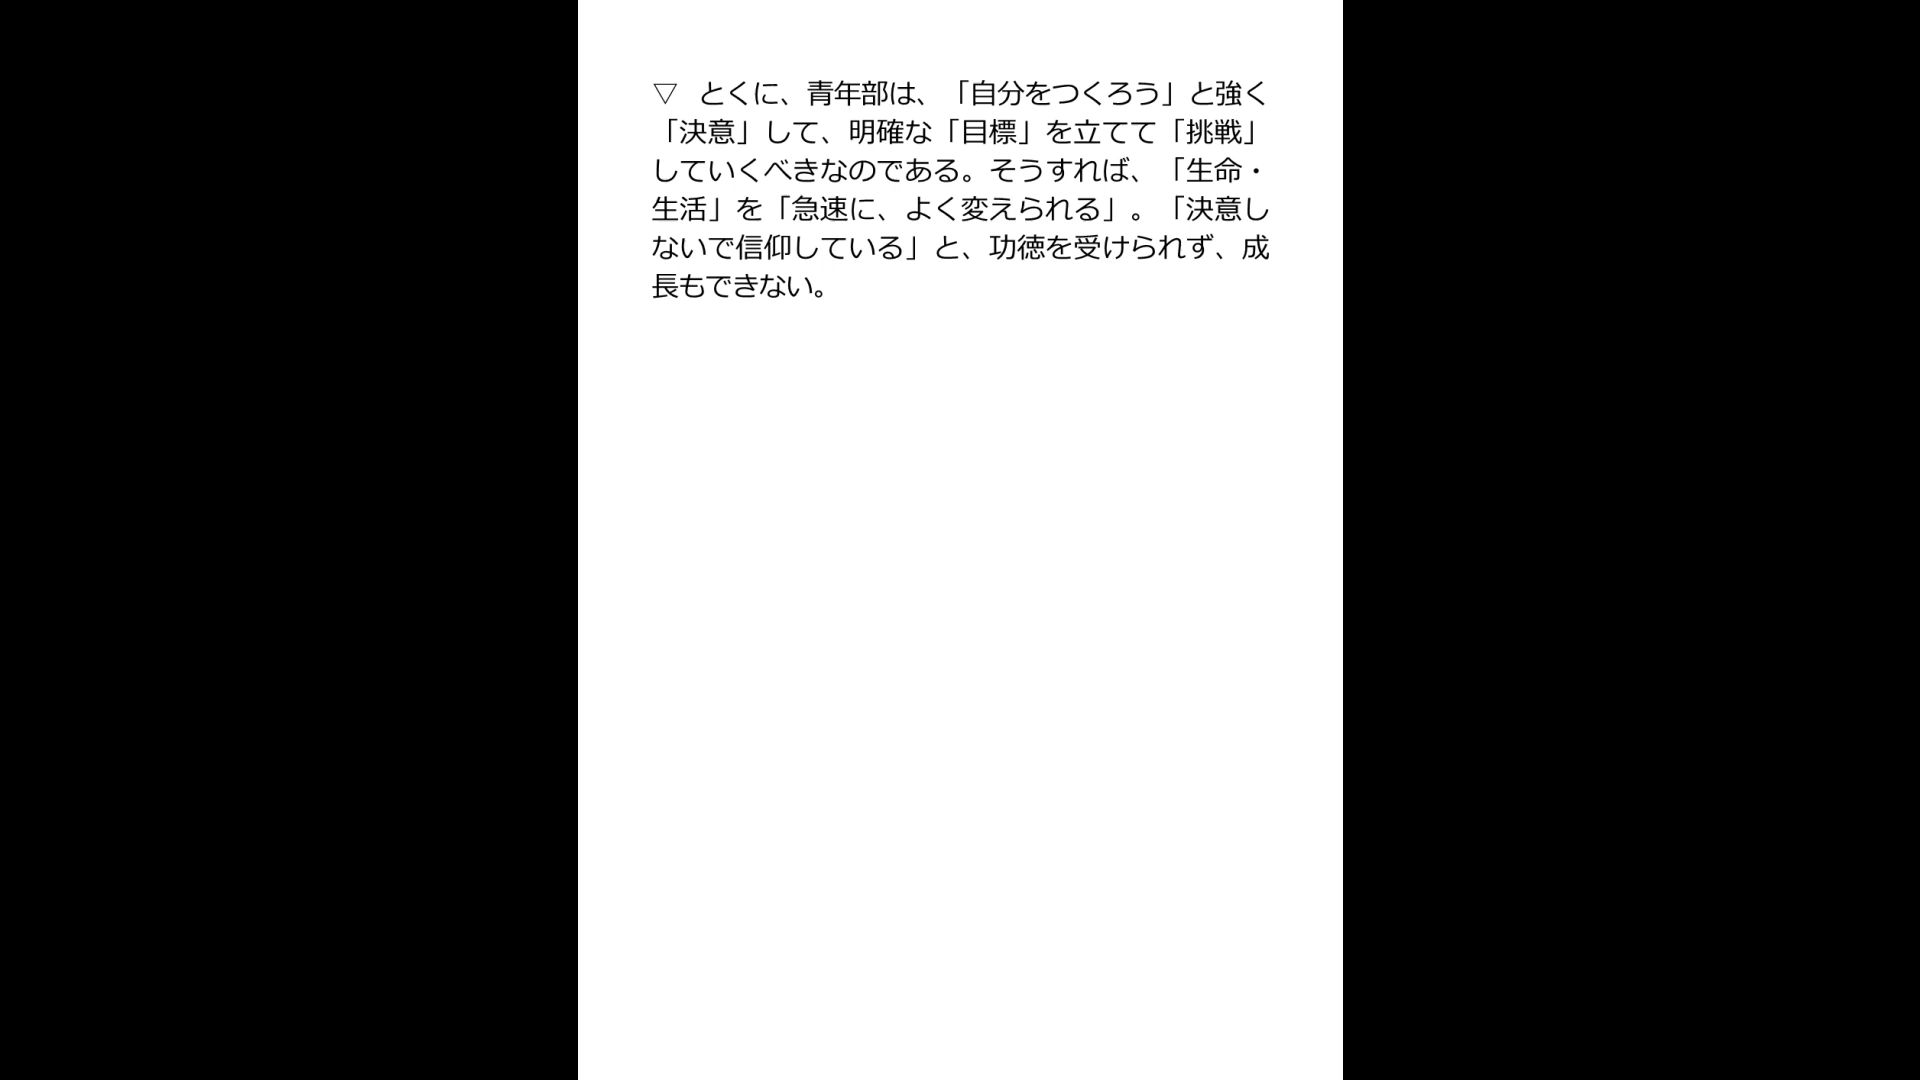 ▽　とくに、青年部は、「自分をつくろう」と強く
「決意」して、明確な「目標」を立てて「挑戦」
していくべきなのである。そうすれば、「生命・
生活」を「急速に、よく変えられる」。「決意し
ないで信仰している」と、功徳を受けられず、成
長もできない。